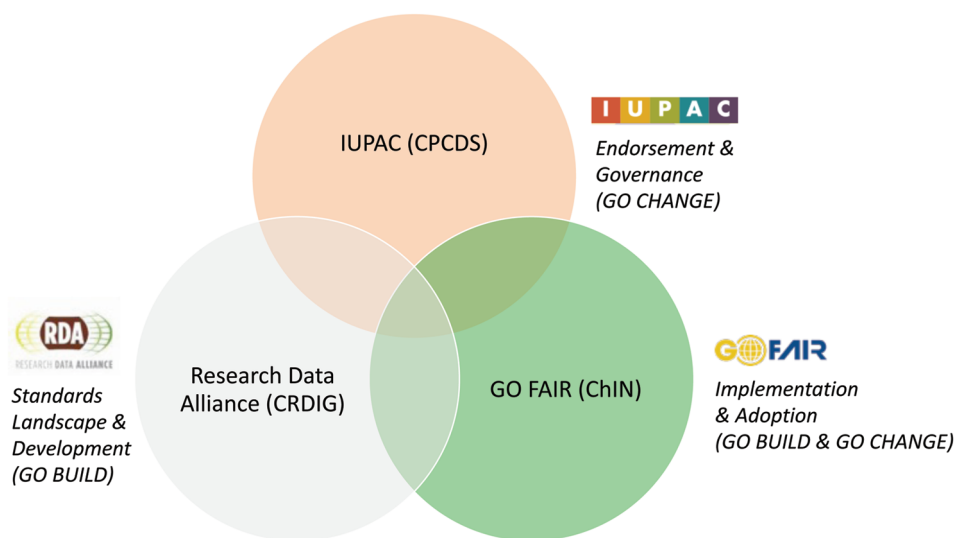 IUPAC (CPCDS)
IUPAC
Endorsement &
Governance
(GO CHANGE)
RDA
RESEARCH DATA ALLIANCE
Standards
Landscape &
Development
(GO BUILD)
Research Data
Alliance (CRDIG)
GO FAIR (ChIN)
GO FAIR
Implementation
& Adoption
(GO BUILD & GO CHANGE)